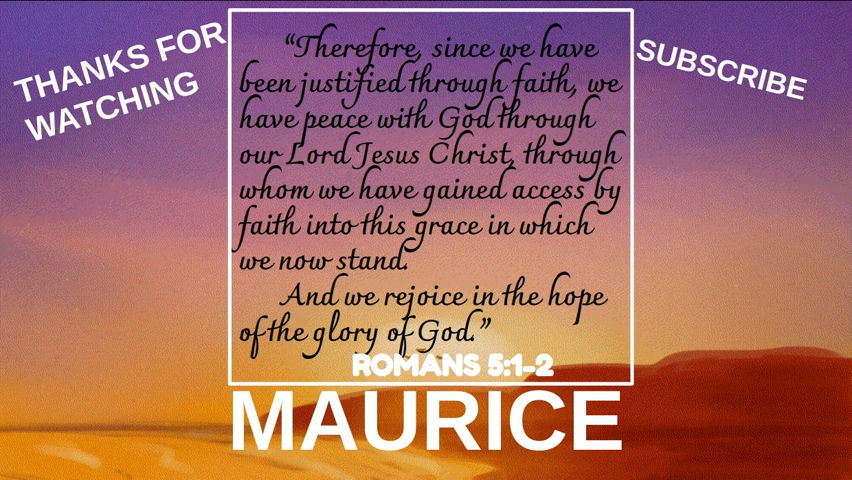 THANKS FOR
WATCHING
SUBSCRIBE
“Therefore, since we have
been justified through faith, we
have peace with God through
our Lord Jesus Christ, through
whom we have gained access by
faith into this grace in which
we now stand.
And we rejoice in the hope
of the glory of God.”
ROMANS 5:1-2
MAURICE